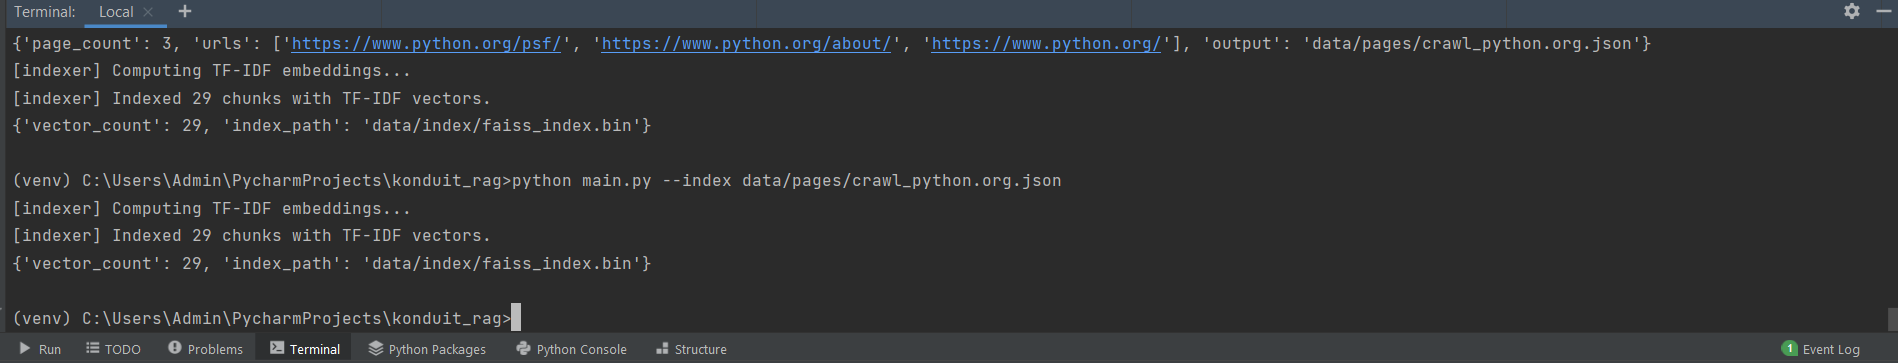 Terminal: Local × +
{'page_count': 3, 'urls': ['https://www.python.org/psf/', 'https://www.python.org/about/', 'https://www.python.org/'], 'output': 'data/pages/crawl_python.org.json'}
[indexer] Computing TF-IDF embeddings...
[indexer] Indexed 29 chunks with TF-IDF vectors.
{'vector_count': 29, 'index_path': 'data/index/faiss_index.bin'}
(venv) C:\Users\Admin\PycharmProjects\konduit_rag>python main.py --index data/pages/crawl_python.org.json
[indexer] Computing TF-IDF embeddings...
[indexer] Indexed 29 chunks with TF-IDF vectors.
{'vector_count': 29, 'index_path': 'data/index/faiss_index.bin'}
(venv) C:\Users\Admin\PycharmProjects\konduit_rag>
Run TODO Problems Terminal Python Packages Python Console Structure 1 Event Log